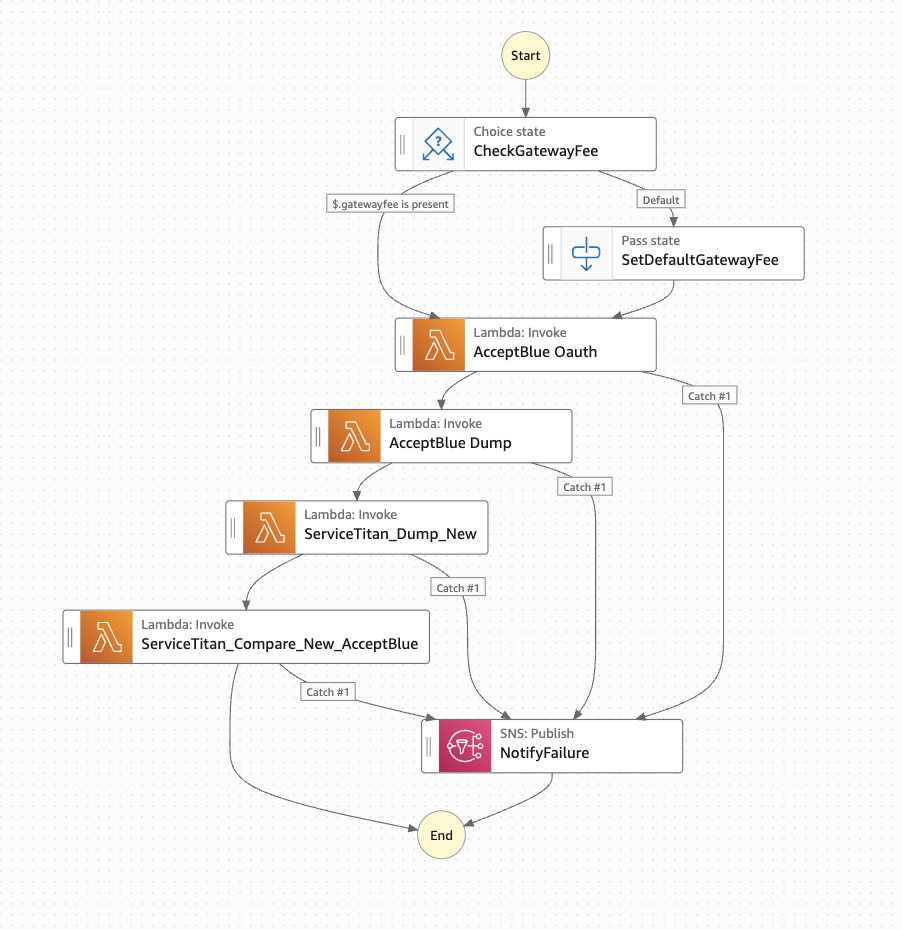 Start
Choice state
CheckGatewayFee
$.gatewayfee is present
Default
Pass state
SetDefaultGatewayFee
Lambda: Invoke
AcceptBlue Oauth
Catch #1
Lambda: Invoke
AcceptBlue Dump
Catch #1
Lambda: Invoke
ServiceTitan_Dump_New
Catch #1
Lambda: Invoke
ServiceTitan_Compare_New_AcceptBlue
Catch #1
SNS: Publish
NotifyFailure
End